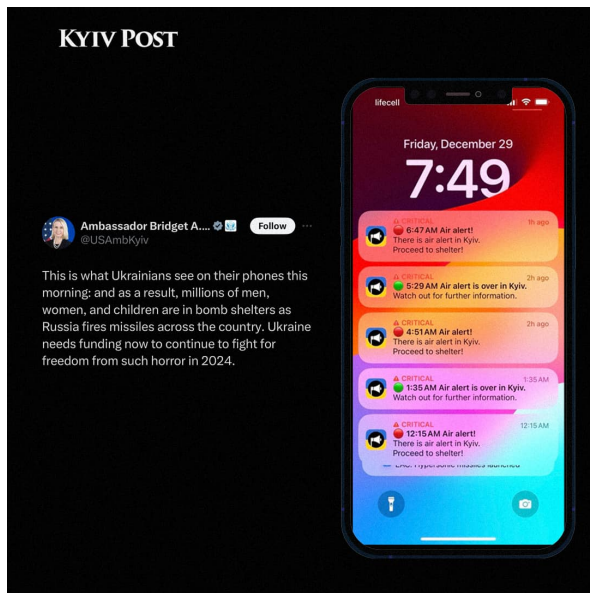 KYIV POST
Ambassador Bridget A....
Follow
@USAmbKyiv
This is what Ukrainians see on their phones this
morning: and as a result, millions of men,
women, and children are in bomb shelters as
Russia fires missiles across the country. Ukraine
needs funding now to continue to fight for
freedom from such horror in 2024.
lifecell
Friday, December 29
7:49
CRITICAL
1h ago
6:47 AM Air alert!
There is air alert in Kyiv.
Proceed to shelter!
CRITICAL
2h ago
5:29 AM Air alert is over in Kyiv.
Watch out for further information.
CRITICAL
2h ago
4:51 AM Air alert!
There is air alert in Kyiv.
Proceed to shelter!
CRITICAL
1:35 AM
1:35 AM Air alert is over in Kyiv.
Watch out for further information.
CRITICAL
12:15 AM
12:15 AM Air alert!
There is air alert in Kyiv.
Proceed to shelter!
Hypersonic missiles launched